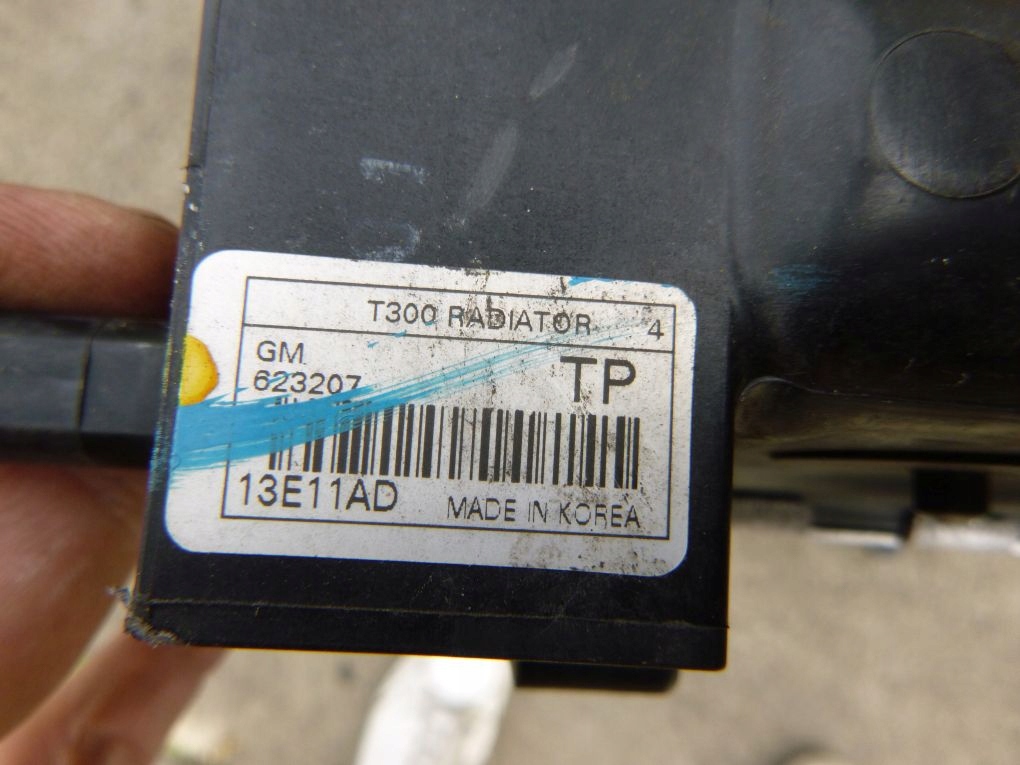 T300 RADIATOR 4
GM
623207
TP
13E11AD
MADE IN KOREA